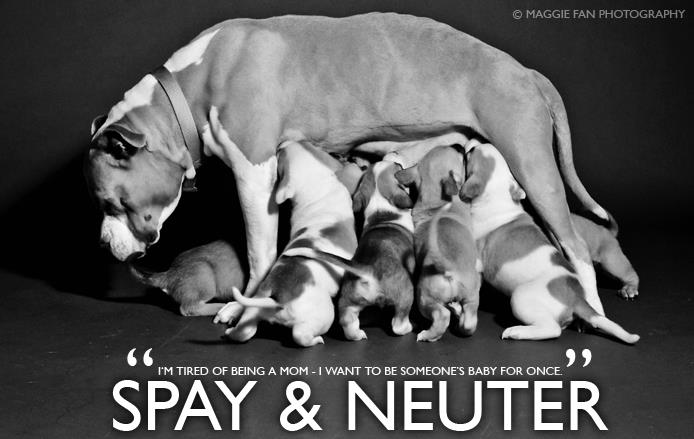 © MAGGIE FAN PHOTOGRAPHY
“ I'M TIRED OF BEING A MOM - I WANT TO BE SOMEONE'S BABY FOR ONCE. ”
SPAY & NEUTER